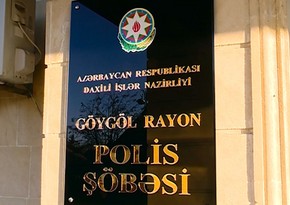 AZƏRBAYCAN RESPUBLİKASI
DAXİLİ İŞLƏR NAZİRLİYİ
GÖYGÖL RAYON
POLİS
ŞÖBƏSİ